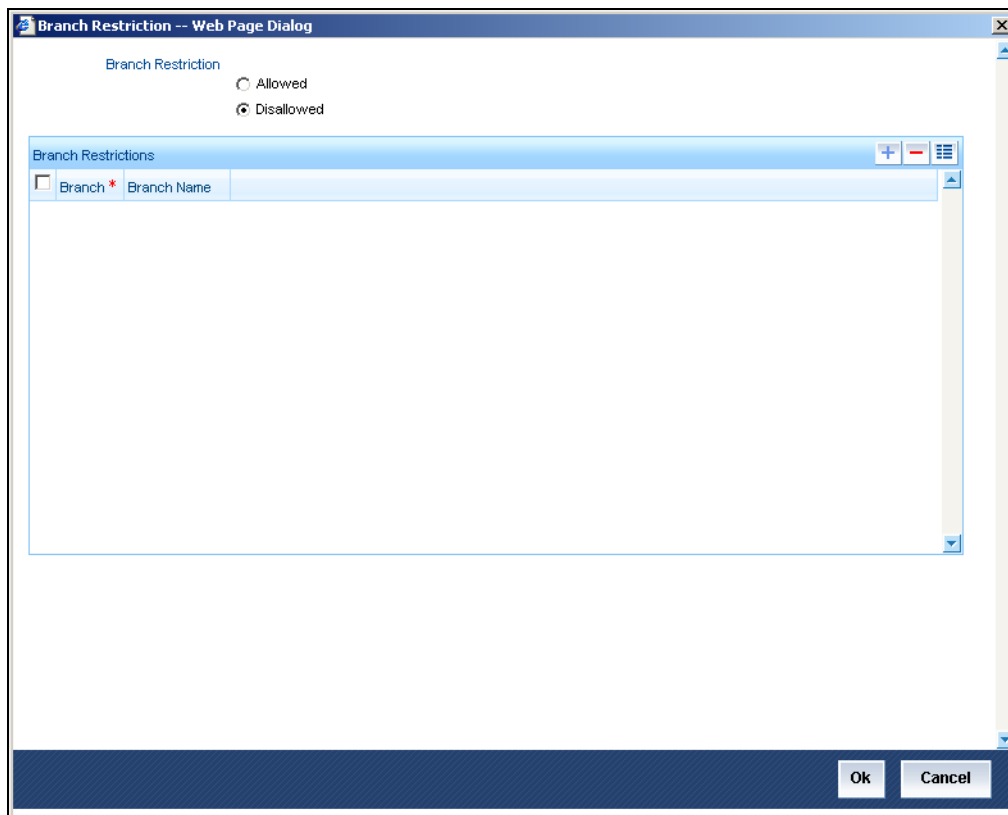 Branch Restriction -- Web Page Dialog
Branch Restriction
Allowed
Disallowed
Branch Restrictions
Branch * Branch Name
Ok Cancel